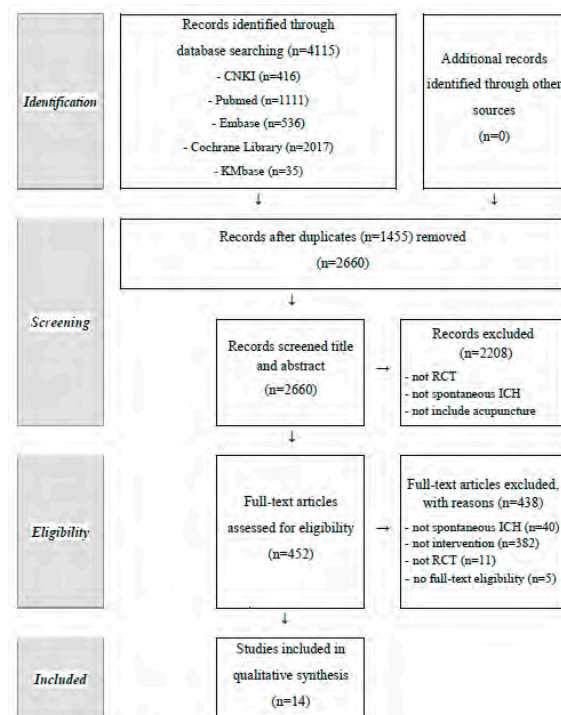 Identification
Records identified through
database searching (n=4115)
- CNKI (n=416)
- Pubmed (n=1111)
- Embase (n=536)
- Cochrane Library (n=2017)
- KMbase (n=35)
Additional records
identified through other
sources
(n=0)
↓
↓
Screening
Records after duplicates (n=1455) removed
(n=2660)
↓
Records screened title
and abstract
(n=2660)
→
Records excluded
(n=2208)
- not RCT
- not spontaneous ICH
- not include acupuncture
↓
Eligibility
Full-text articles
assessed for eligibility
(n=452)
→
Full-text articles excluded,
with reasons (n=438)
- not spontaneous ICH (n=40)
- not intervention (n=382)
- not RCT (n=11)
- no full-text eligibility (n=5)
↓
Included
Studies included in
qualitative synthesis
(n=14)